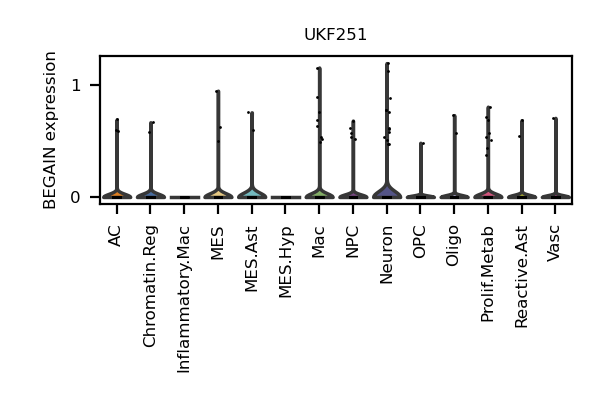 UKF251
BEGAIN expression
1
0
AC
Chromatin.Reg
Inflammatory.Mac
MES
MES.Ast
MES.Hyp
Mac
NPC
Neuron
OPC
Oligo
Prolif.Metab
Reactive.Ast
Vasc